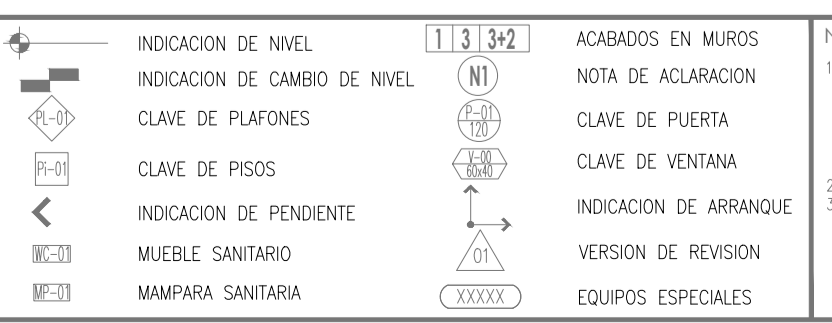 INDICACION DE NIVEL
INDICACION DE CAMBIO DE NIVEL
PL-01 CLAVE DE PLAFONES
Pi-01 CLAVE DE PISOS
INDICACION DE PENDIENTE
WC-01 MUEBLE SANITARIO
MP-01 MAMPARA SANITARIA
1 3 3+2 ACABADOS EN MUROS
N1 NOTA DE ACLARACION
P-01
120
CLAVE DE PUERTA
V-00
60x40
CLAVE DE VENTANA
INDICACION DE ARRANQUE
01 VERSION DE REVISION
XXXXX EQUIPOS ESPECIALES
N
1
2
3